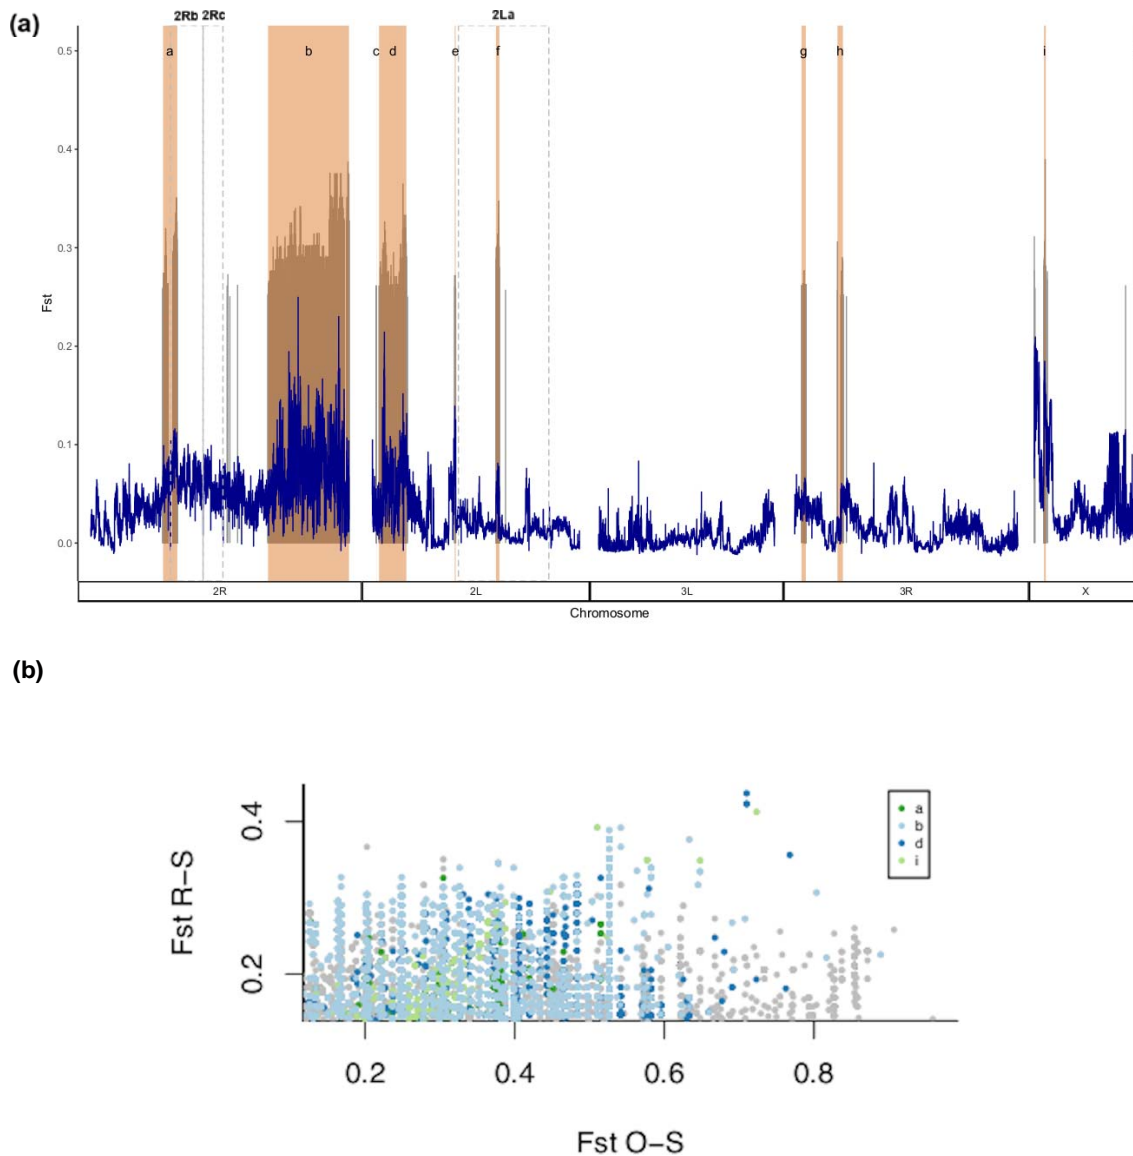 (a)
2Rb 2Rc 2La
a b c d e f g h i
0.5
0.4
0.3
0.2
0.1
0.0
Fst
2R 2L 3L 3R X
Chromosome
(b)
a
b
d
i
0.4
0.2
Fst R-S
0.2 0.4 0.6 0.8
Fst O-S